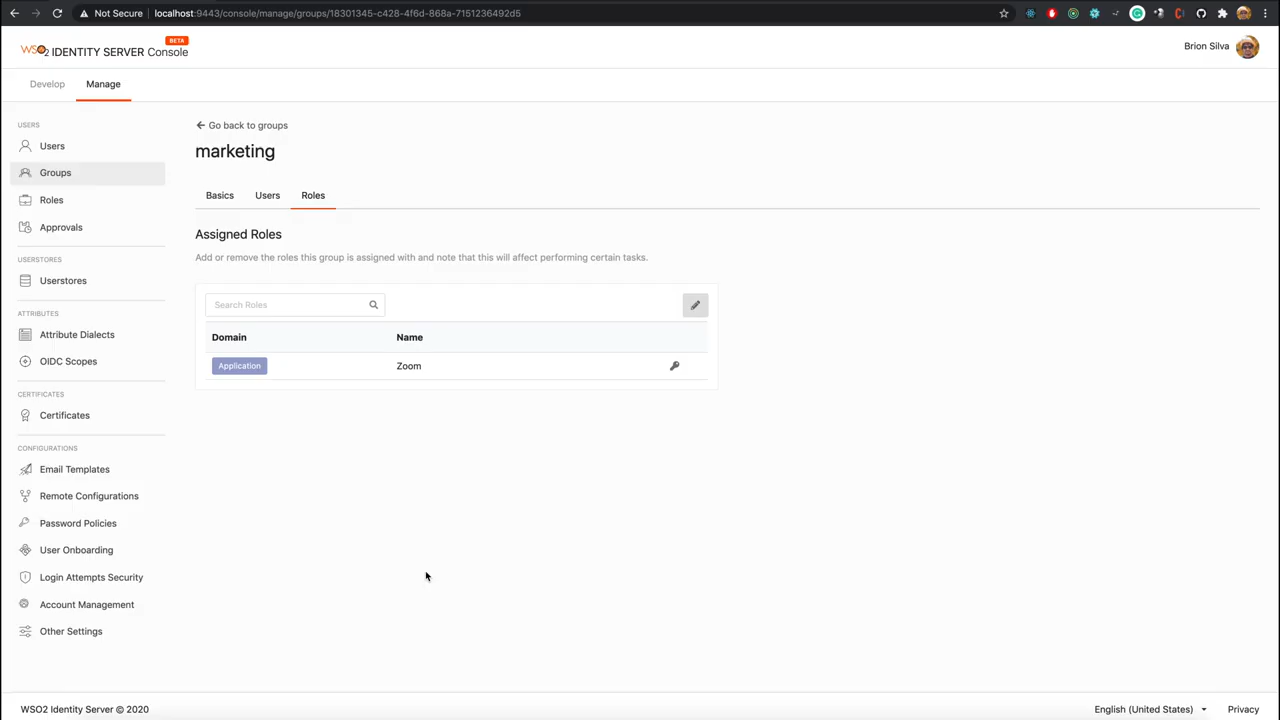 Not Secure localhost:9443/console/manage/groups/18301345-c428-4f6d-868a-7151236492d5
WSO2 IDENTITY SERVER Console BETA
Brion Silva
Develop Manage
USERS
Users
Groups
Roles
Approvals
USERSTORES
Userstores
ATTRIBUTES
Attribute Dialects
OIDC Scopes
CERTIFICATES
Certificates
CONFIGURATIONS
Email Templates
Remote Configurations
Password Policies
User Onboarding
Login Attempts Security
Account Management
Other Settings
Go back to groups
marketing
Basics Users Roles
Assigned Roles
Add or remove the roles this group is assigned with and note that this will affect performing certain tasks.
Search Roles
Domain Name
Application Zoom
WSO2 Identity Server © 2020
English (United States) Privacy